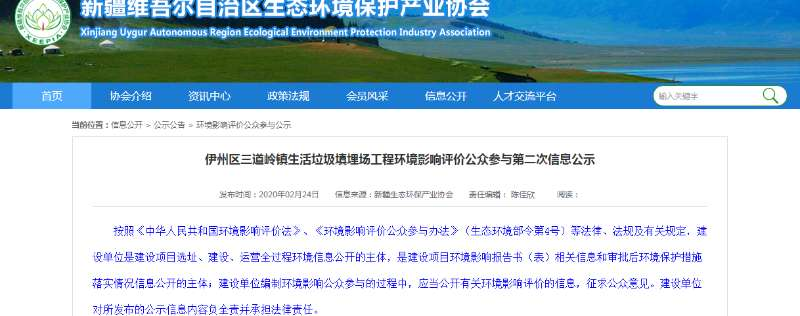 新疆维吾尔自治区生态环境保护产业协会
Xinjiang Uygur Autonomous Region Ecological Environment Protection Industry Association
首页 协会介绍 资讯中心 政策法规 会员风采 信息公开 人才交流平台 输入关键字
当前位置：信息公开 > 公示公告 > 环境影响评价公众参与公示
伊州区三道岭镇生活垃圾填埋场工程环境影响评价公众参与第二次信息公示
发布时间：2020年02月24日 信息来源：新疆生态环保产业协会 责任编辑： 陈佳欣 阅读：
按照《中华人民共和国环境影响评价法》、《环境影响评价公众参与办法》（生态环境部令第4号）等法律、法规及有关规定，建
设单位是建设项目选址、建设、运营全过程环境信息公开的主体，是建设项目环境影响报告书（表）相关信息和审批后环境保护措施
落实情况信息公开的主体；建设单位编制环境影响公众参与的过程中，应当公开有关环境影响评价的信息，征求公众意见。建设单位
对所发布的公示信息内容负全责并承担法律责任。